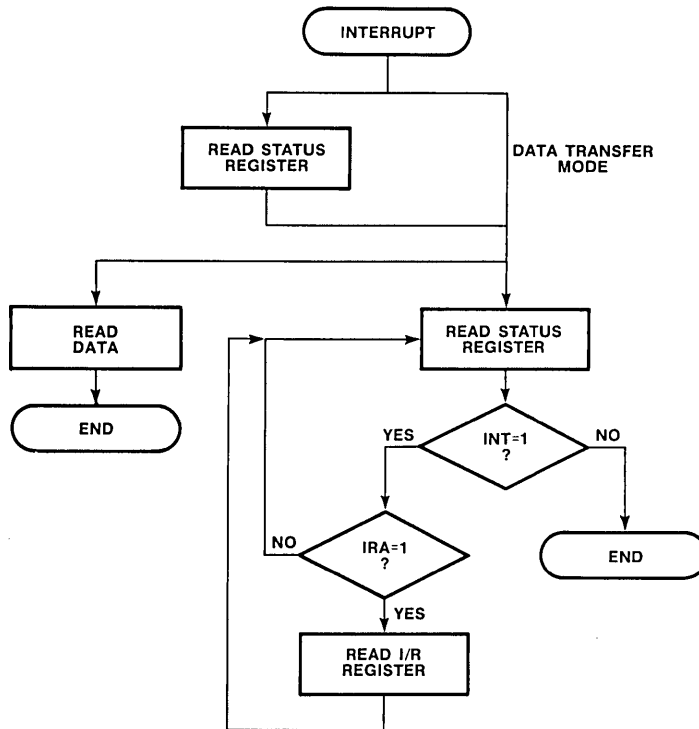 INTERRUPT
READ STATUS
REGISTER
DATA TRANSFER
MODE
READ
DATA
READ STATUS
REGISTER
END
YES
INT=1
?
NO
NO
IRA=1
?
END
YES
READ I/R
REGISTER